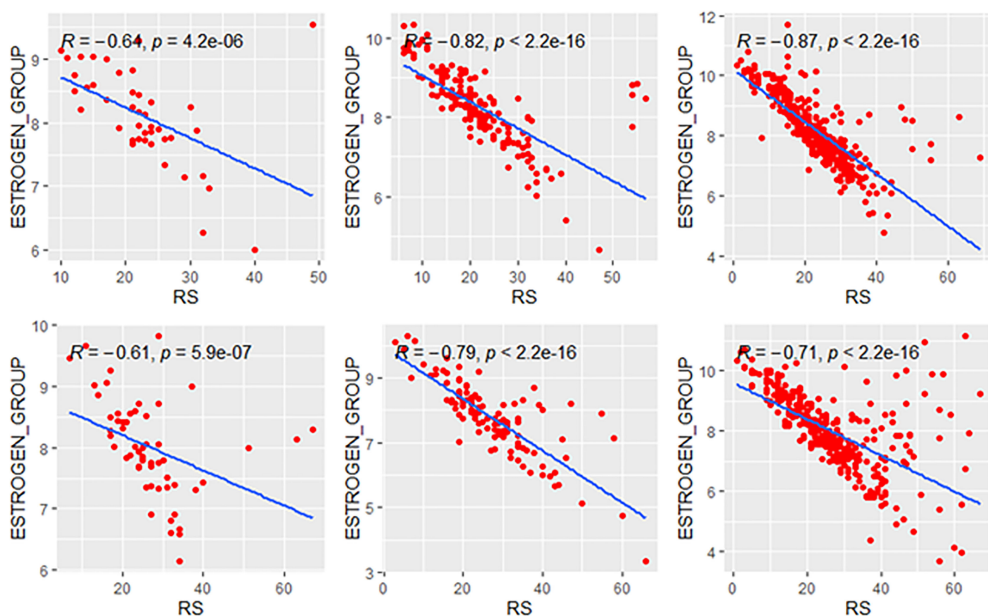 R = −0.64, p = 4.2e-06
9
8
7
6
ESTROGEN_GROUP
10 20 30 40 50
RS
R = −0.82, p < 2.2e-16
10
8
6
ESTROGEN_GROUP
10 20 30 40 50
RS
R = −0.87, p < 2.2e-16
12
10
8
6
4
ESTROGEN_GROUP
0 20 40 60
RS
R = −0.61, p = 5.9e-07
10
9
8
7
6
ESTROGEN_GROUP
20 40 60
RS
R = −0.79, p < 2.2e-16
9
7
5
3
ESTROGEN_GROUP
0 20 40 60
RS
R = −0.71, p < 2.2e-16
10
8
6
4
ESTROGEN_GROUP
0 20 40 60
RS